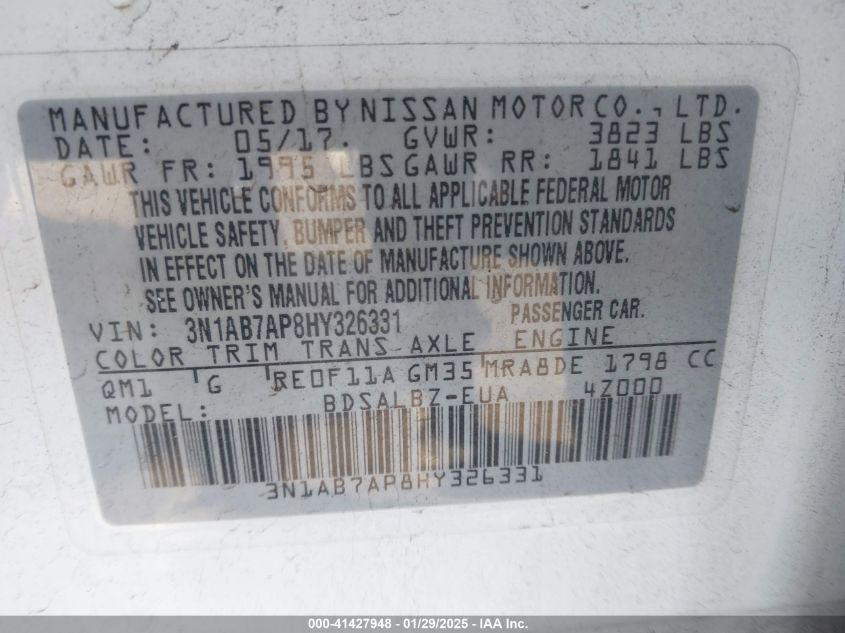 MANUFACTURED BY NISSAN MOTOR CO., LTD.
DATE: 05/17. GVWR: 3823 LBS
GAWR FR: 1995 LBS GAWR RR: 1841 LBS
THIS VEHICLE CONFORMS TO ALL APPLICABLE FEDERAL MOTOR
VEHICLE SAFETY, BUMPER AND THEFT PREVENTION STANDARDS
IN EFFECT ON THE DATE OF MANUFACTURE SHOWN ABOVE.
SEE OWNER'S MANUAL FOR ADDITIONAL INFORMATION.
VIN: 3N1AB7AP8HY326331 PASSENGER CAR.
COLOR TRIM TRANS AXLE ENGINE
QM1 G RE0F11A GM35 MRA8DE 1798 CC
MODEL: BDSALBZ-EUA 4Z000
3N1AB7AP8HY326331
000-41427948 - 01/29/2025 - IAA Inc.